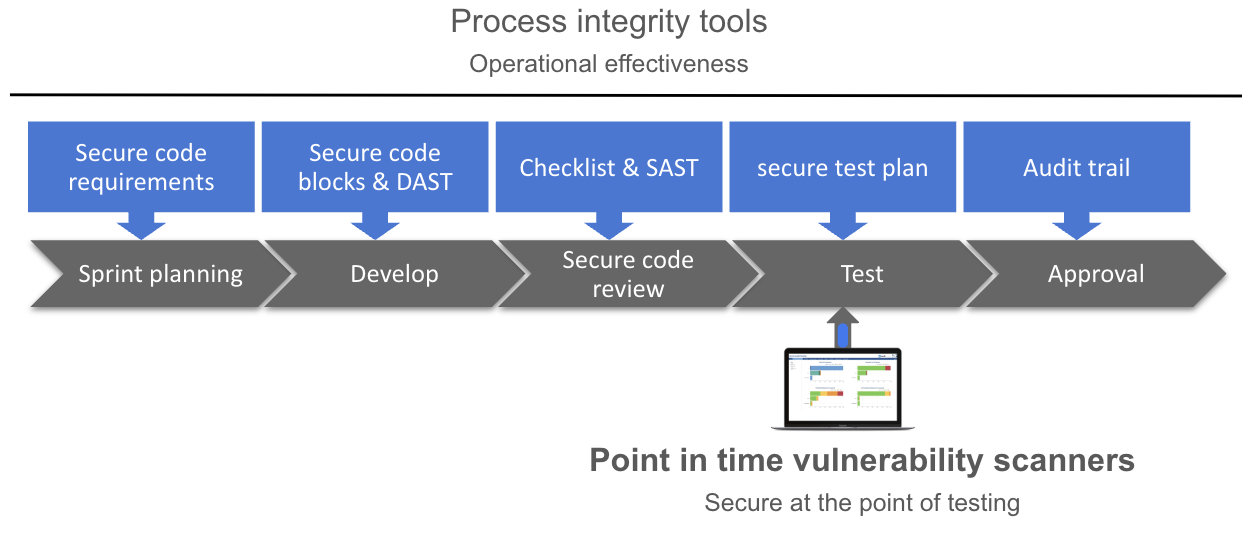 Process integrity tools
Operational effectiveness
Secure code
requirements
Secure code
blocks & DAST
Checklist & SAST
secure test plan
Audit trail
Sprint planning
Develop
Secure code
review
Test
Approval
Point in time vulnerability scanners
Secure at the point of testing